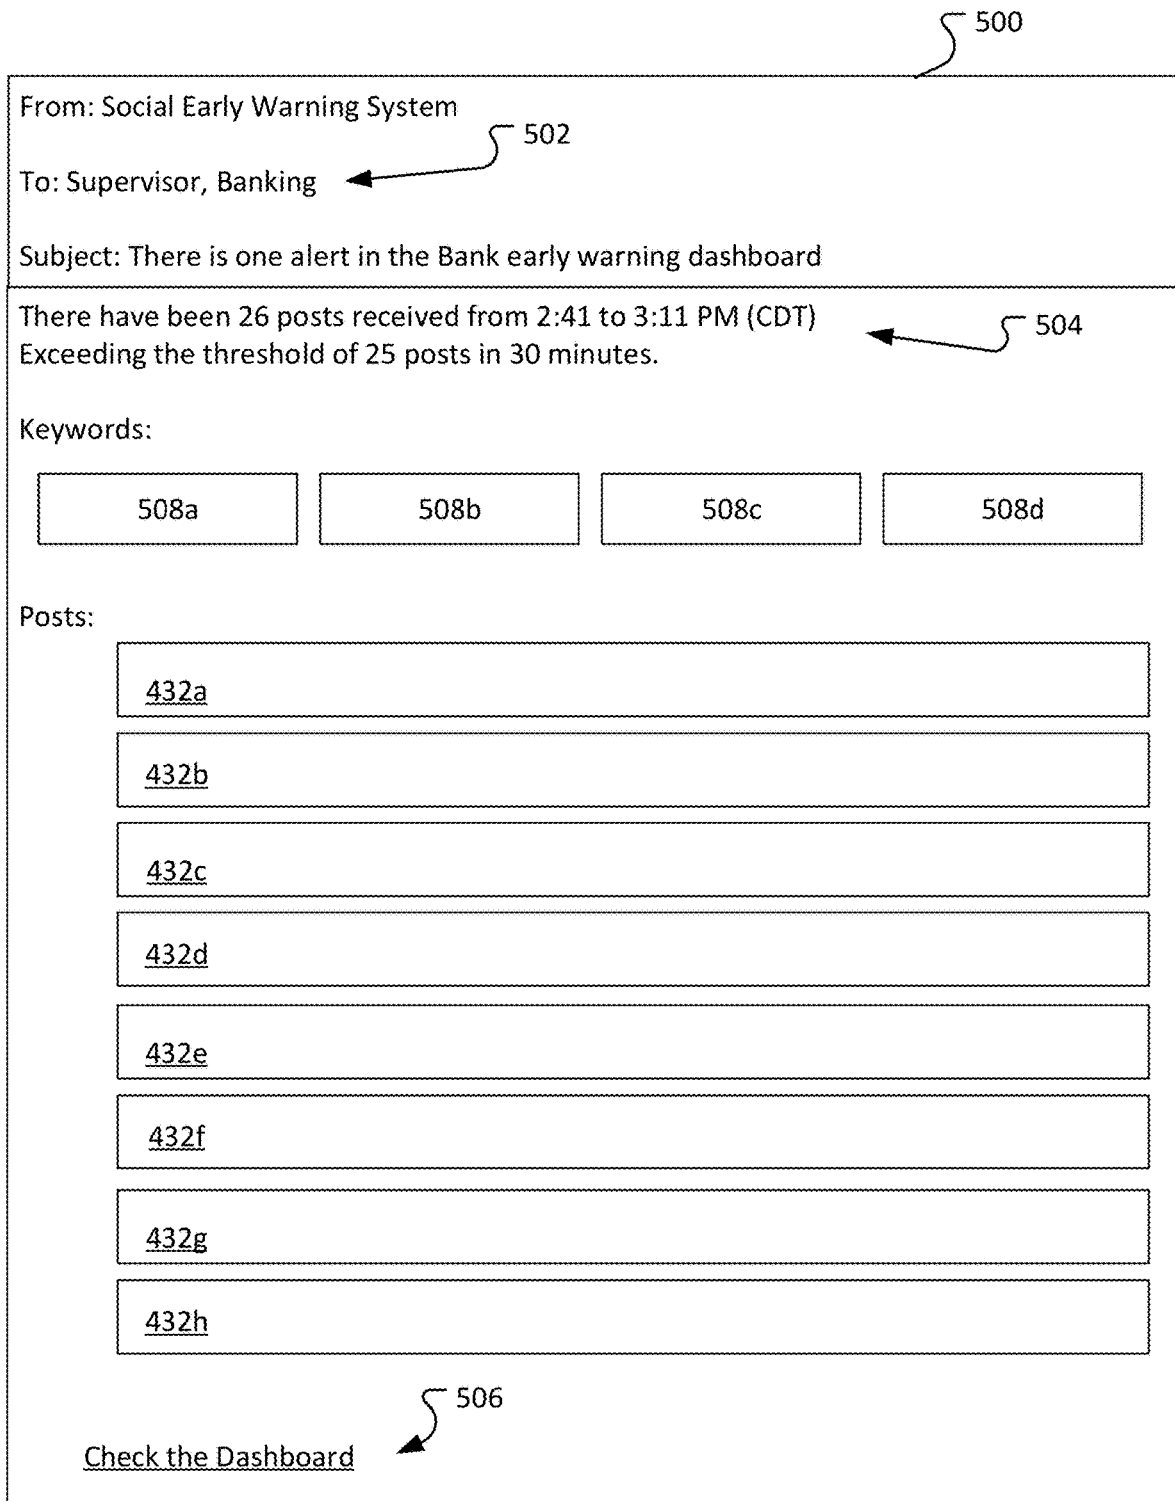 500
From: Social Early Warning System
502
To: Supervisor, Banking
Subject: There is one alert in the Bank early warning dashboard
There have been 26 posts received from 2:41 to 3:11 PM (CDT)
504
Exceeding the threshold of 25 posts in 30 minutes.
Keywords:
508a 508b 508c 508d
Posts:
432a
432b
432c
432d
432e
432f
432g
432h
506
Check the Dashboard